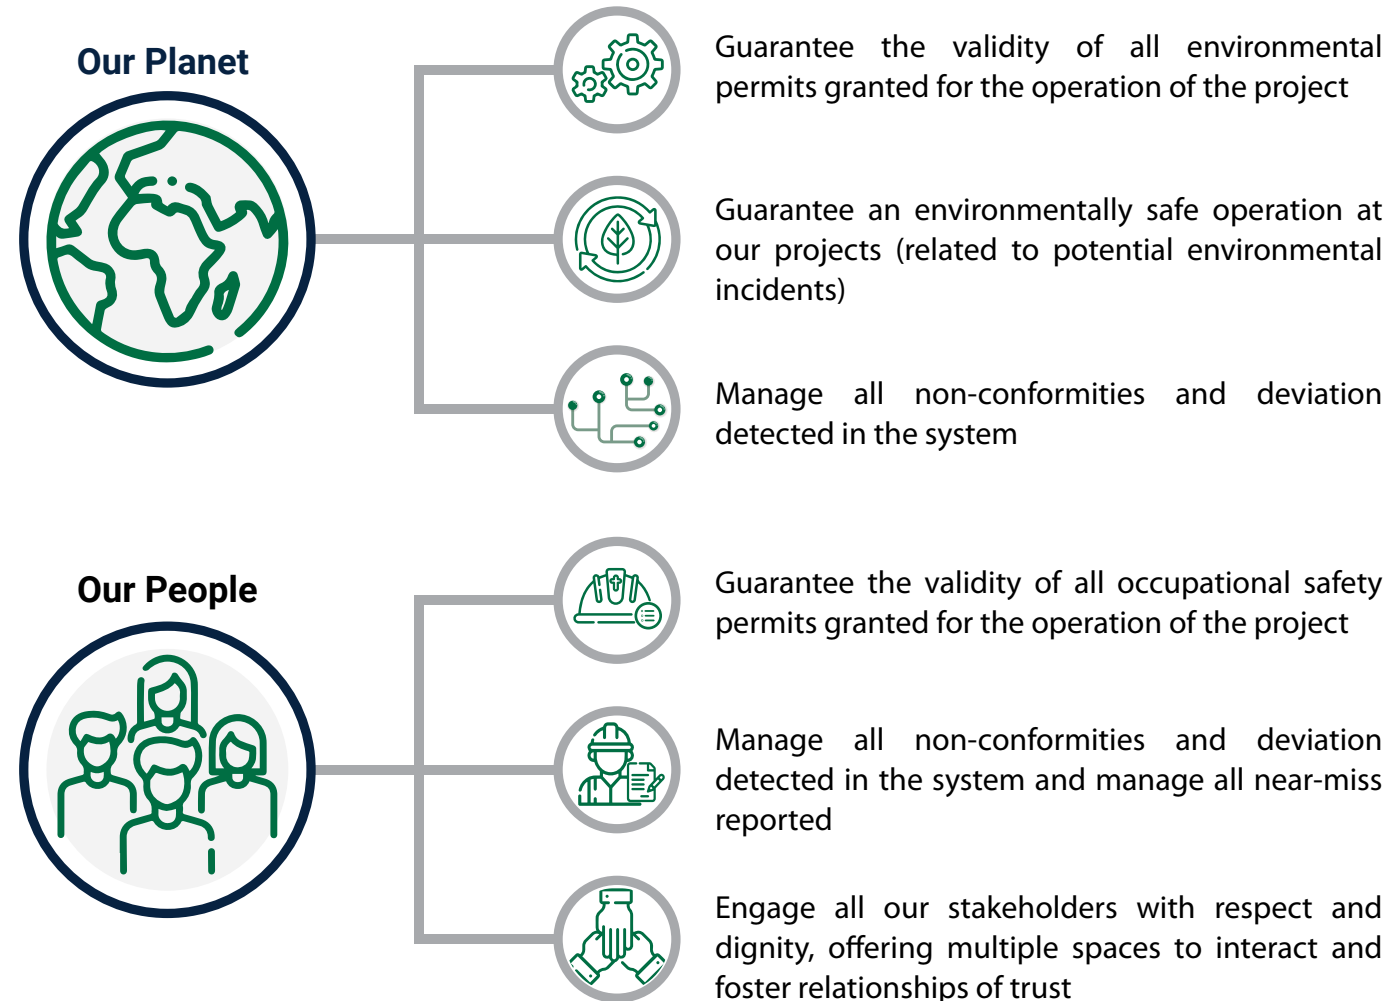 Our Planet
Guarantee the validity of all environmental
permits granted for the operation of the project
Guarantee an environmentally safe operation at
our projects (related to potential environmental
incidents)
Manage all non-conformities and deviation
detected in the system
Our People
Guarantee the validity of all occupational safety
permits granted for the operation of the project
Manage all non-conformities and deviation
detected in the system and manage all near-miss
reported
Engage all our stakeholders with respect and
dignity, offering multiple spaces to interact and
foster relationships of trust